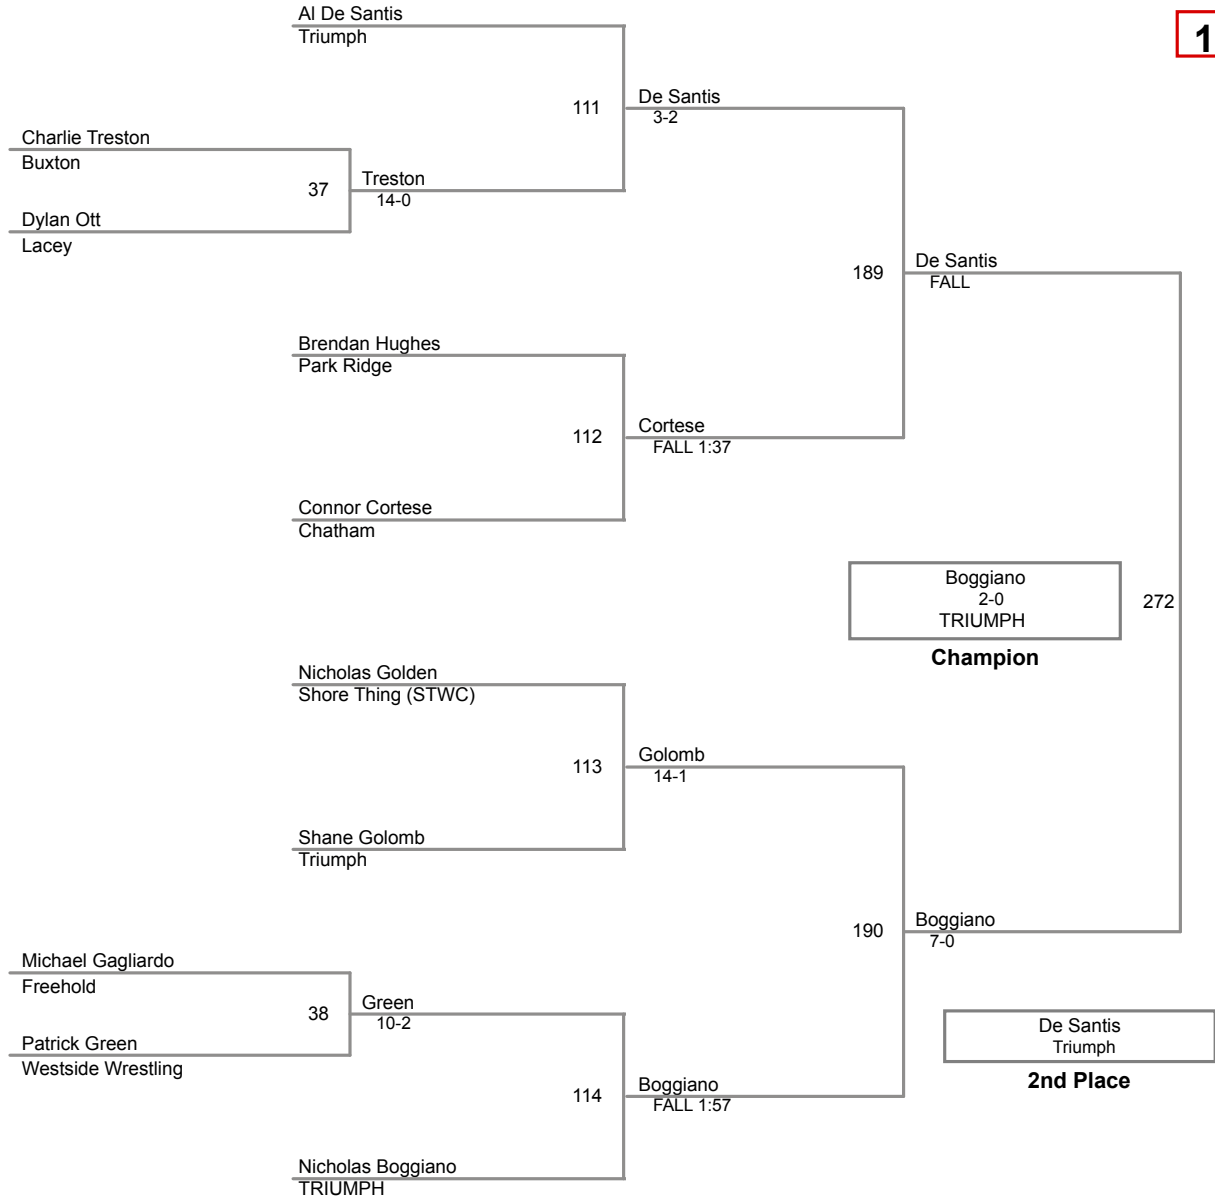 Al De Santis
Triumph
1
111
De Santis
3-2
Charlie Treston
Buxton
37
Treston
14-0
Dylan Ott
Lacey
189
De Santis
FALL
Brendan Hughes
Park Ridge
112
Cortese
FALL 1:37
Connor Cortese
Chatham
Boggiano
2-0
TRIUMPH
272
Champion
Nicholas Golden
Shore Thing (STWC)
113
Golomb
14-1
Shane Golomb
Triumph
190
Boggiano
7-0
Michael Gagliardo
Freehold
38
Green
10-2
Patrick Green
Westside Wrestling
De Santis
Triumph
2nd Place
114
Boggiano
FALL 1:57
Nicholas Boggiano
TRIUMPH